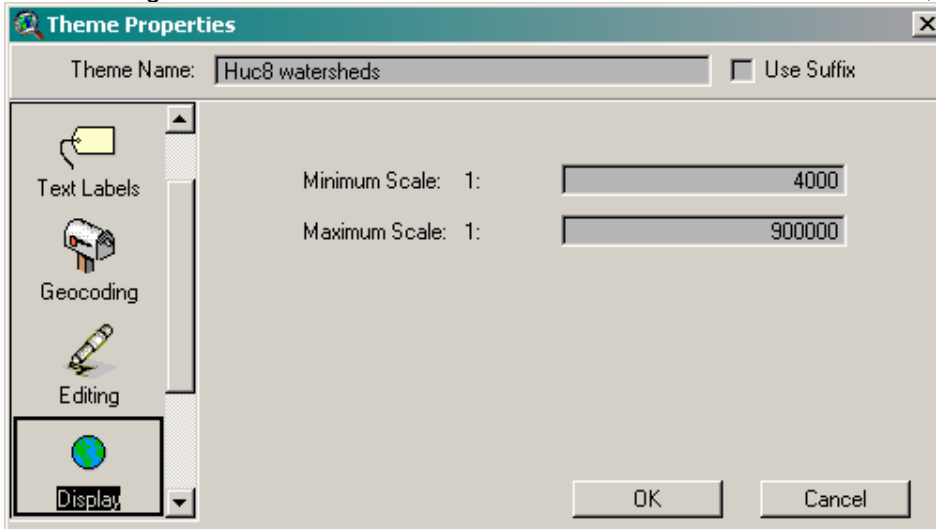 Theme Properties
Theme Name: Huc8 watersheds Use Suffix
Text Labels
Geocoding
Editing
Display
Minimum Scale: 1: 4000
Maximum Scale: 1: 900000
OK Cancel